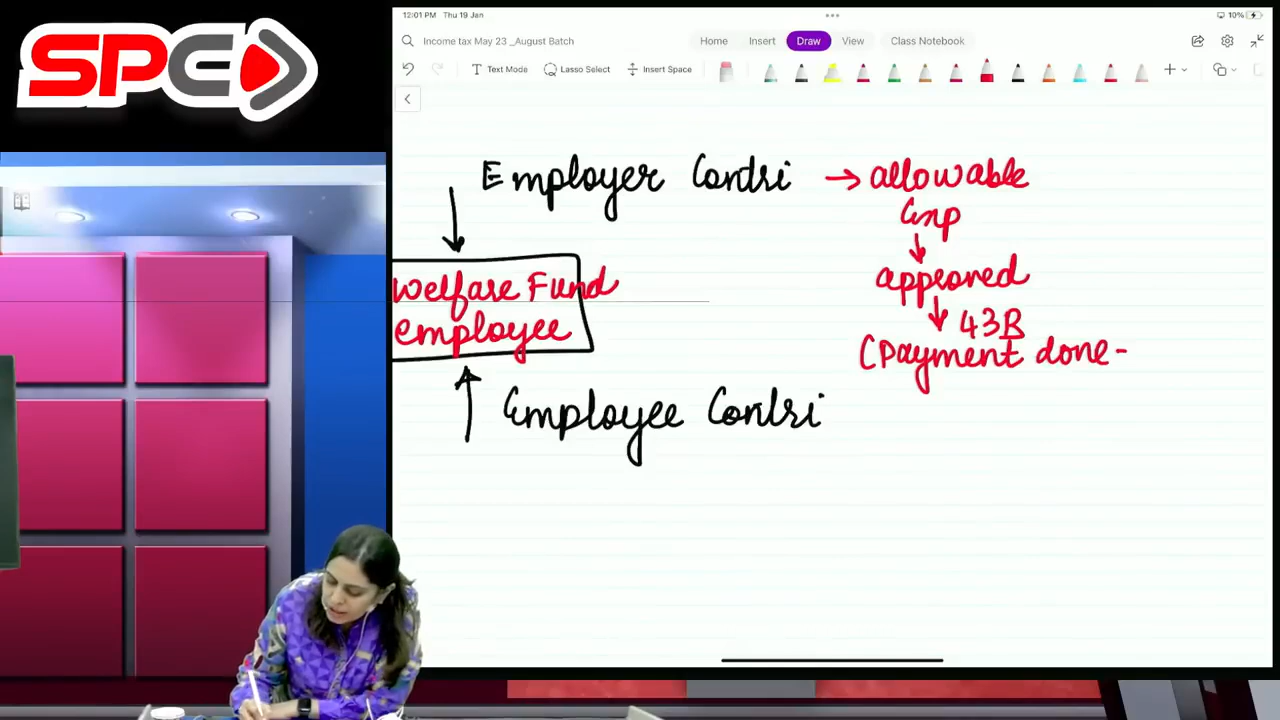 SPC
12:01 PM Thu 19 Jan
10%
Income tax May 23 _August Batch
Home Insert Draw View Class Notebook
Text Mode Lasso Select Insert Space
Employer Contri → allowable
Exp
approved
43B
(Payment done-
Welfare Fund
employee
Employee Contri